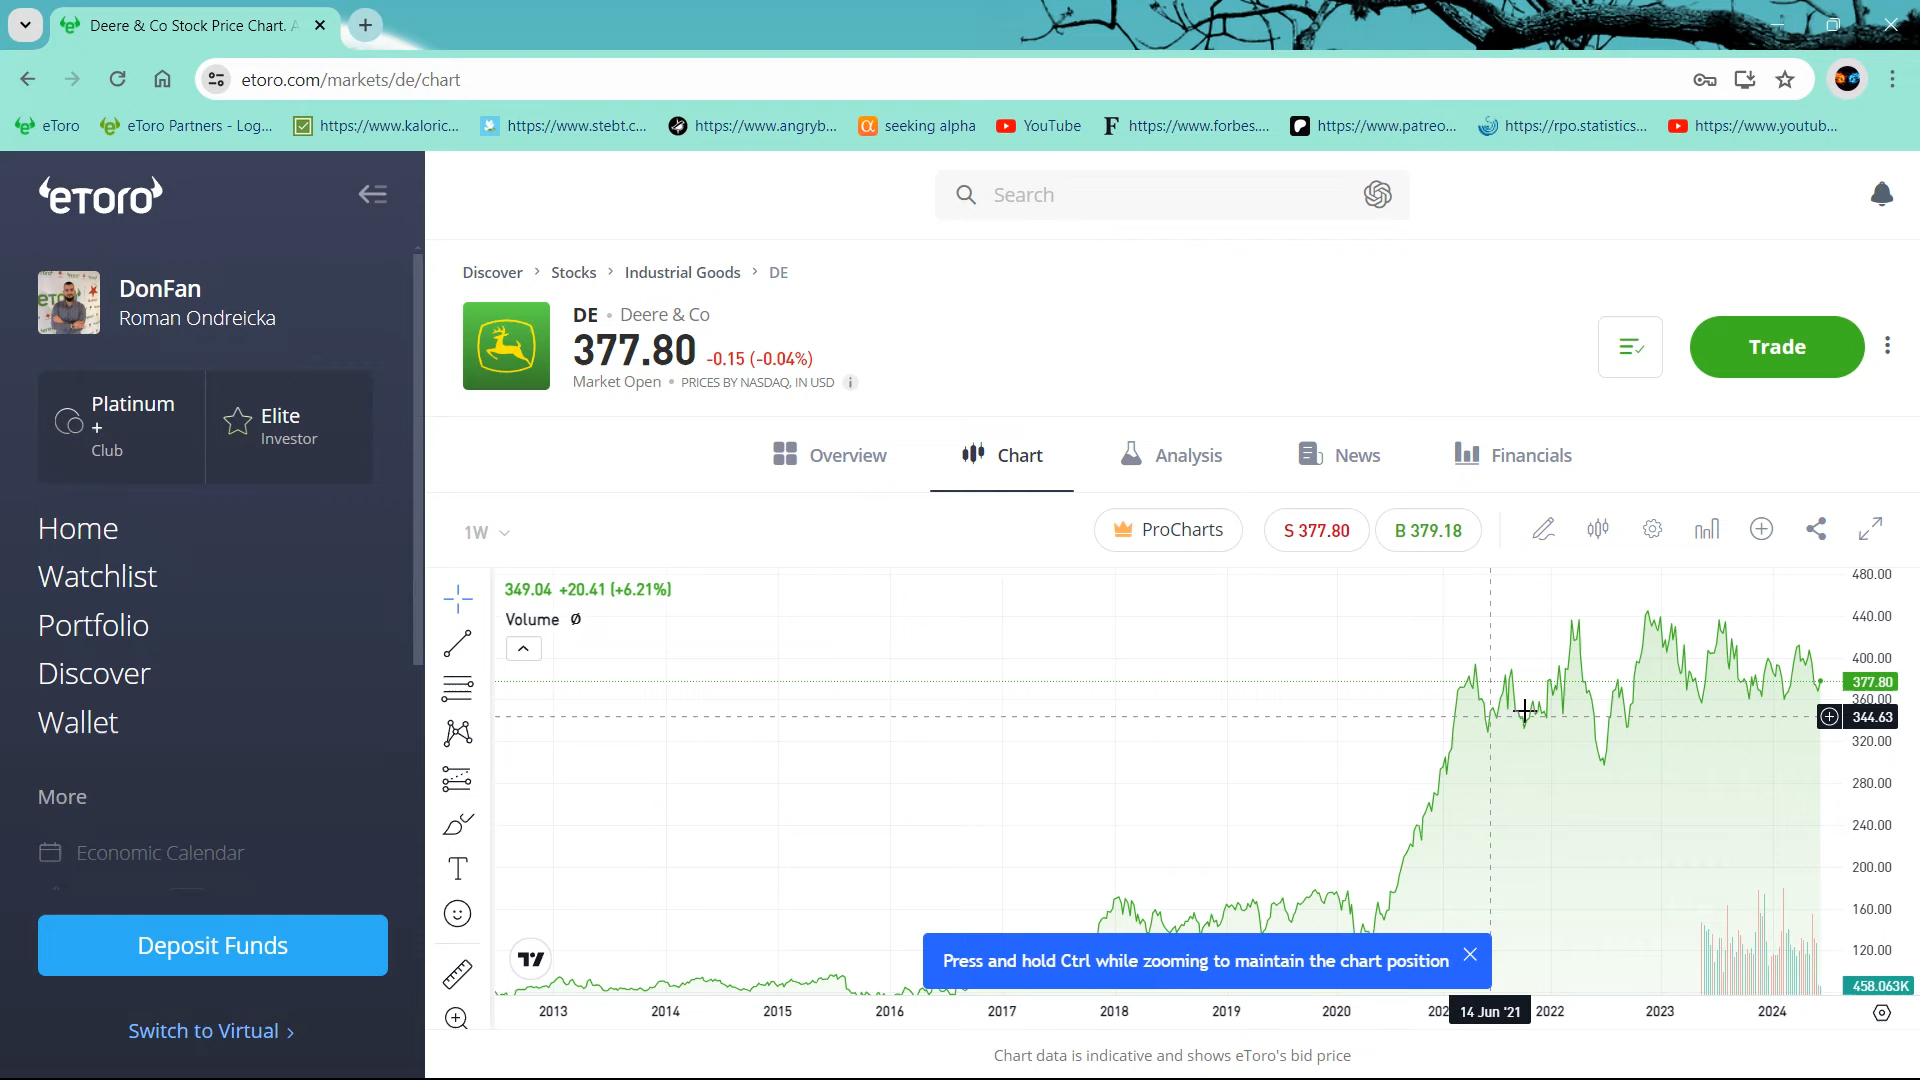 Deere & Co Stock Price Chart.
etoro.com/markets/de/chart
eToro
eToro Partners - Log...
https://www.kaloric...
https://www.stebt.c...
https://www.angryb...
seeking alpha
YouTube
https://www.forbes....
https://www.patreo...
https://rpo.statistics...
https://www.youtub...
eToro
Search
DonFan
Roman Ondreicka
Platinum
+
Club
Elite
Investor
Home
Watchlist
Portfolio
Discover
Wallet
More
Economic Calendar
Deposit Funds
Switch to Virtual >
Discover > Stocks > Industrial Goods > DE
DE • Deere & Co
377.80 -0.15 (-0.04%)
Market Open • PRICES BY NASDAQ, IN USD
Trade
Overview
Chart
Analysis
News
Financials
1W
ProCharts
S 377.80
B 379.18
349.04 +20.41 (+6.21%)
Volume Ø
480.00
440.00
400.00
377.80
360.00
344.63
320.00
280.00
240.00
200.00
160.00
120.00
458.063K
Press and hold Ctrl while zooming to maintain the chart position
2013
2014
2015
2016
2017
2018
2019
2020
202
14 Jun '21
2022
2023
2024
Chart data is indicative and shows eToro's bid price